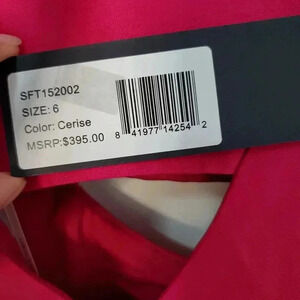 SFT152002
SIZE: 6
Color: Cerise
MSRP:$395.00
8 41977 14254 2